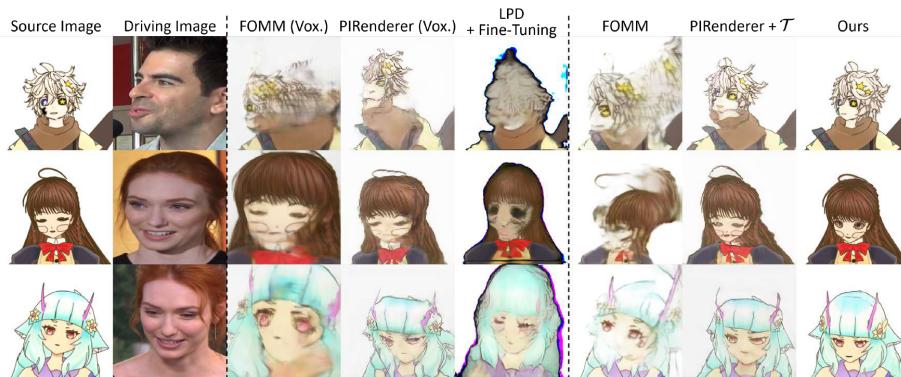 Source Image
Driving Image
FOMM (Vox.)
PIRenderer (Vox.)
LPD
+ Fine-Tuning
FOMM
PIRenderer + 𝒯
Ours